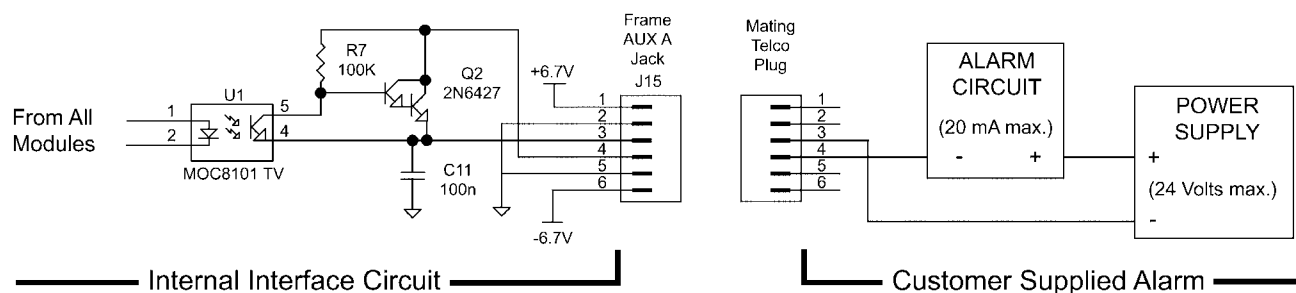 From All
Modules
1
2
U1
5
4
MOC8101 TV
R7
100K
Q2
2N6427
C11
100n
+6.7V
-6.7V
Frame
AUX A
Jack
J15
1
2
3
4
5
6
Internal Interface Circuit
Mating
Telco
Plug
1
2
3
4
5
6
ALARM
CIRCUIT
(20 mA max.)
- +
POWER
SUPPLY
+
(24 Volts max.)
-
Customer Supplied Alarm